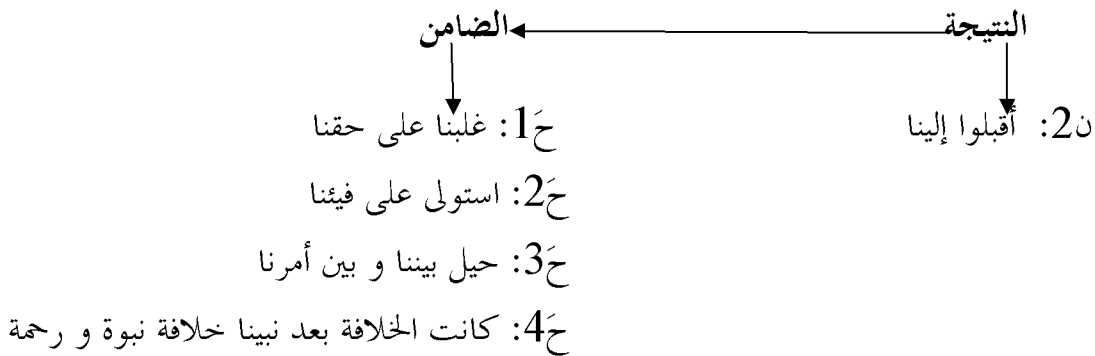 النتيجة الضامن
ن2: أقبلوا إلينا حَ1: غلبنا على حقنا
حَ2: استولى على فيئنا
حَ3: حيل بيننا و بين أمرنا
حَ4: كانت الخلافة بعد نبينا خلافة نبوة و رحمة